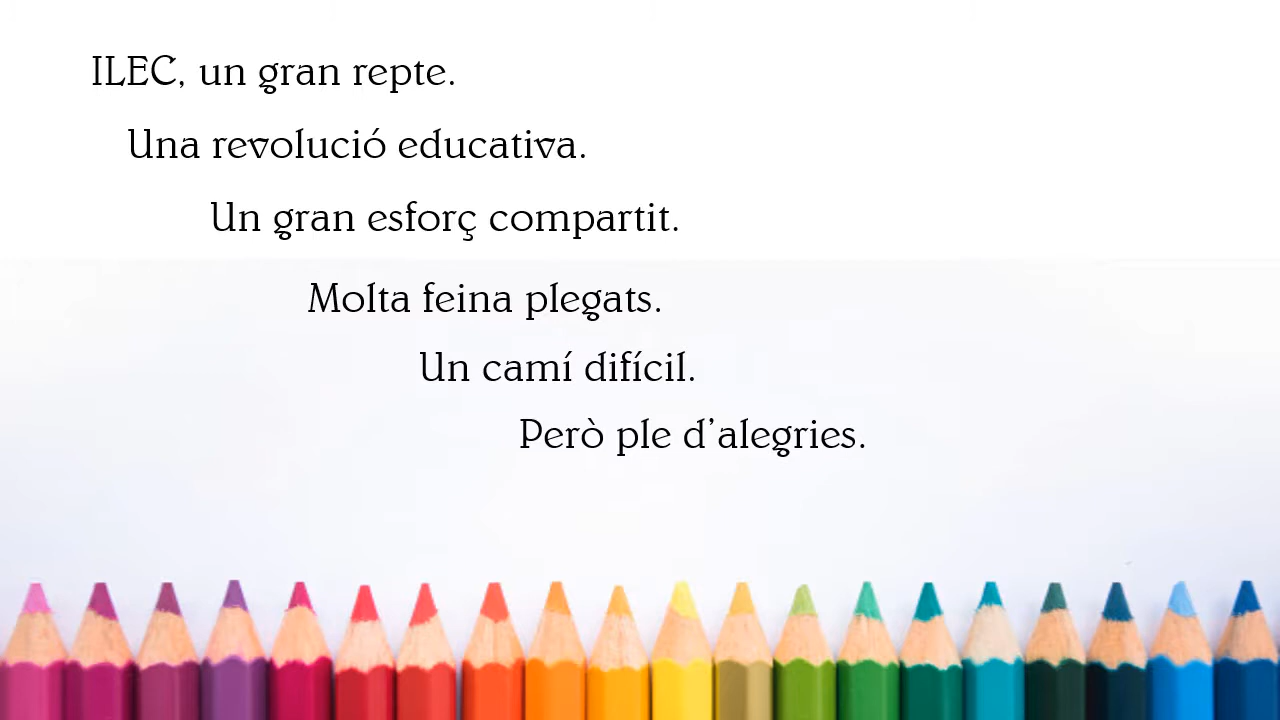 ILEC, un gran repte.
Una revolució educativa.
Un gran esforç compartit.
Molta feina plegats.
Un camí difícil.
Però ple d’alegries.